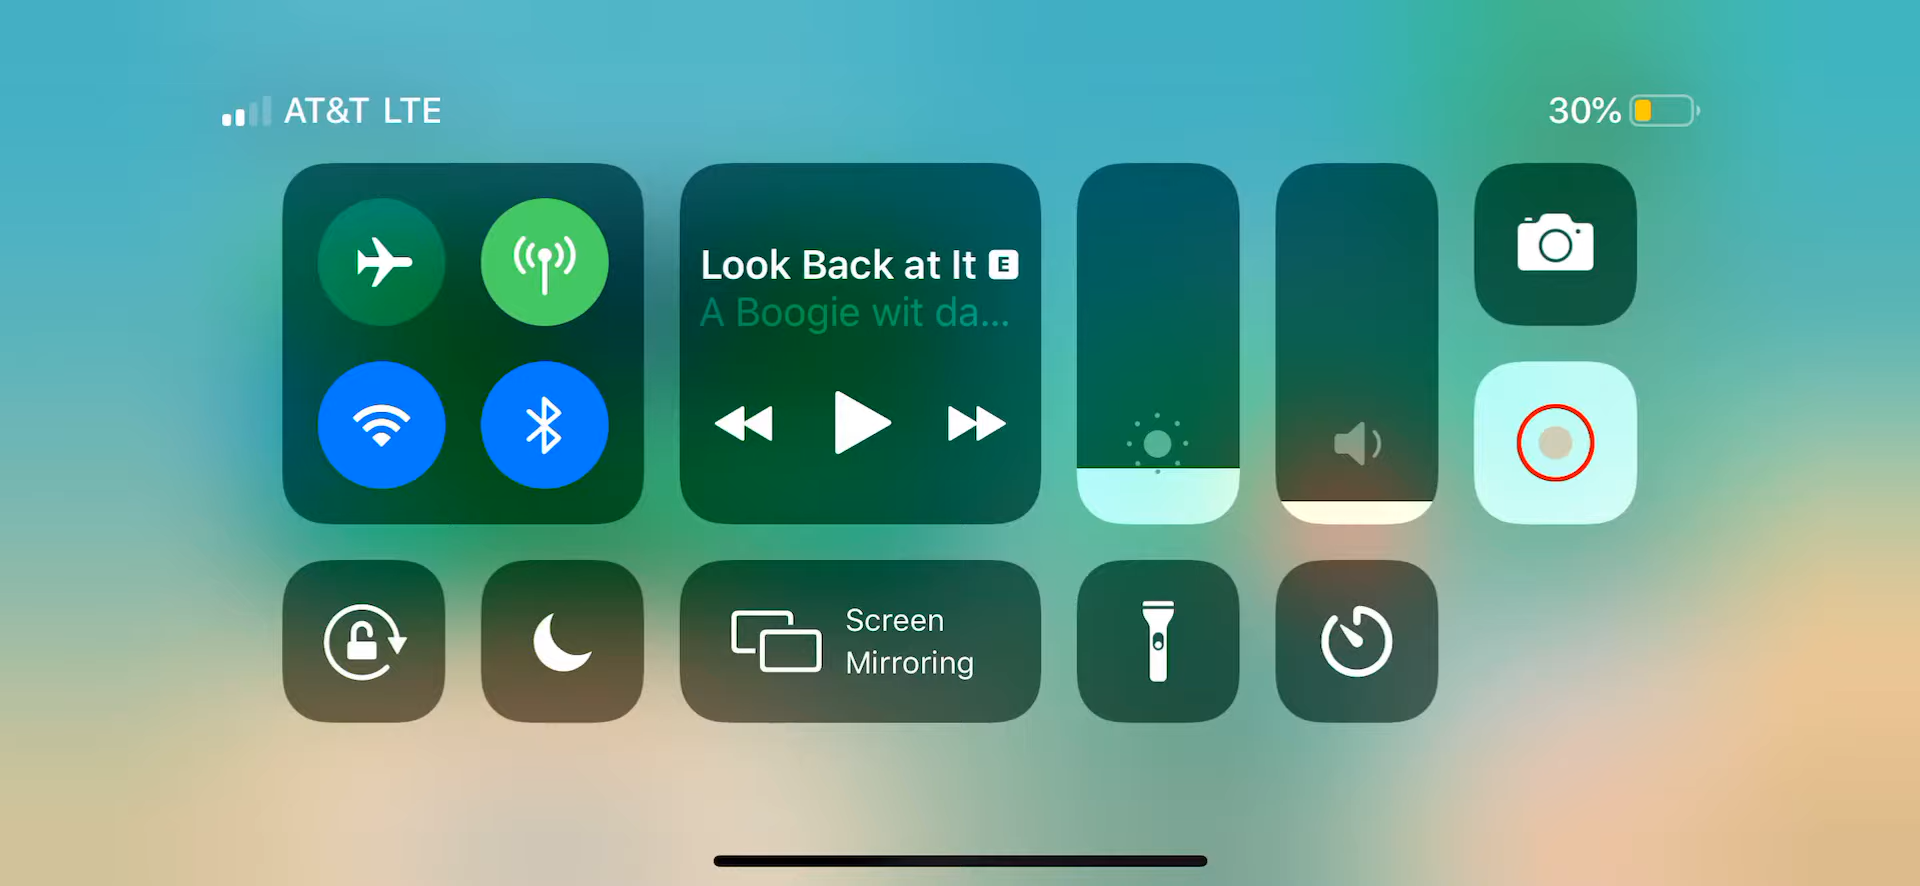 AT&T LTE
30%
Look Back at It E
A Boogie wit da...
Screen
Mirroring